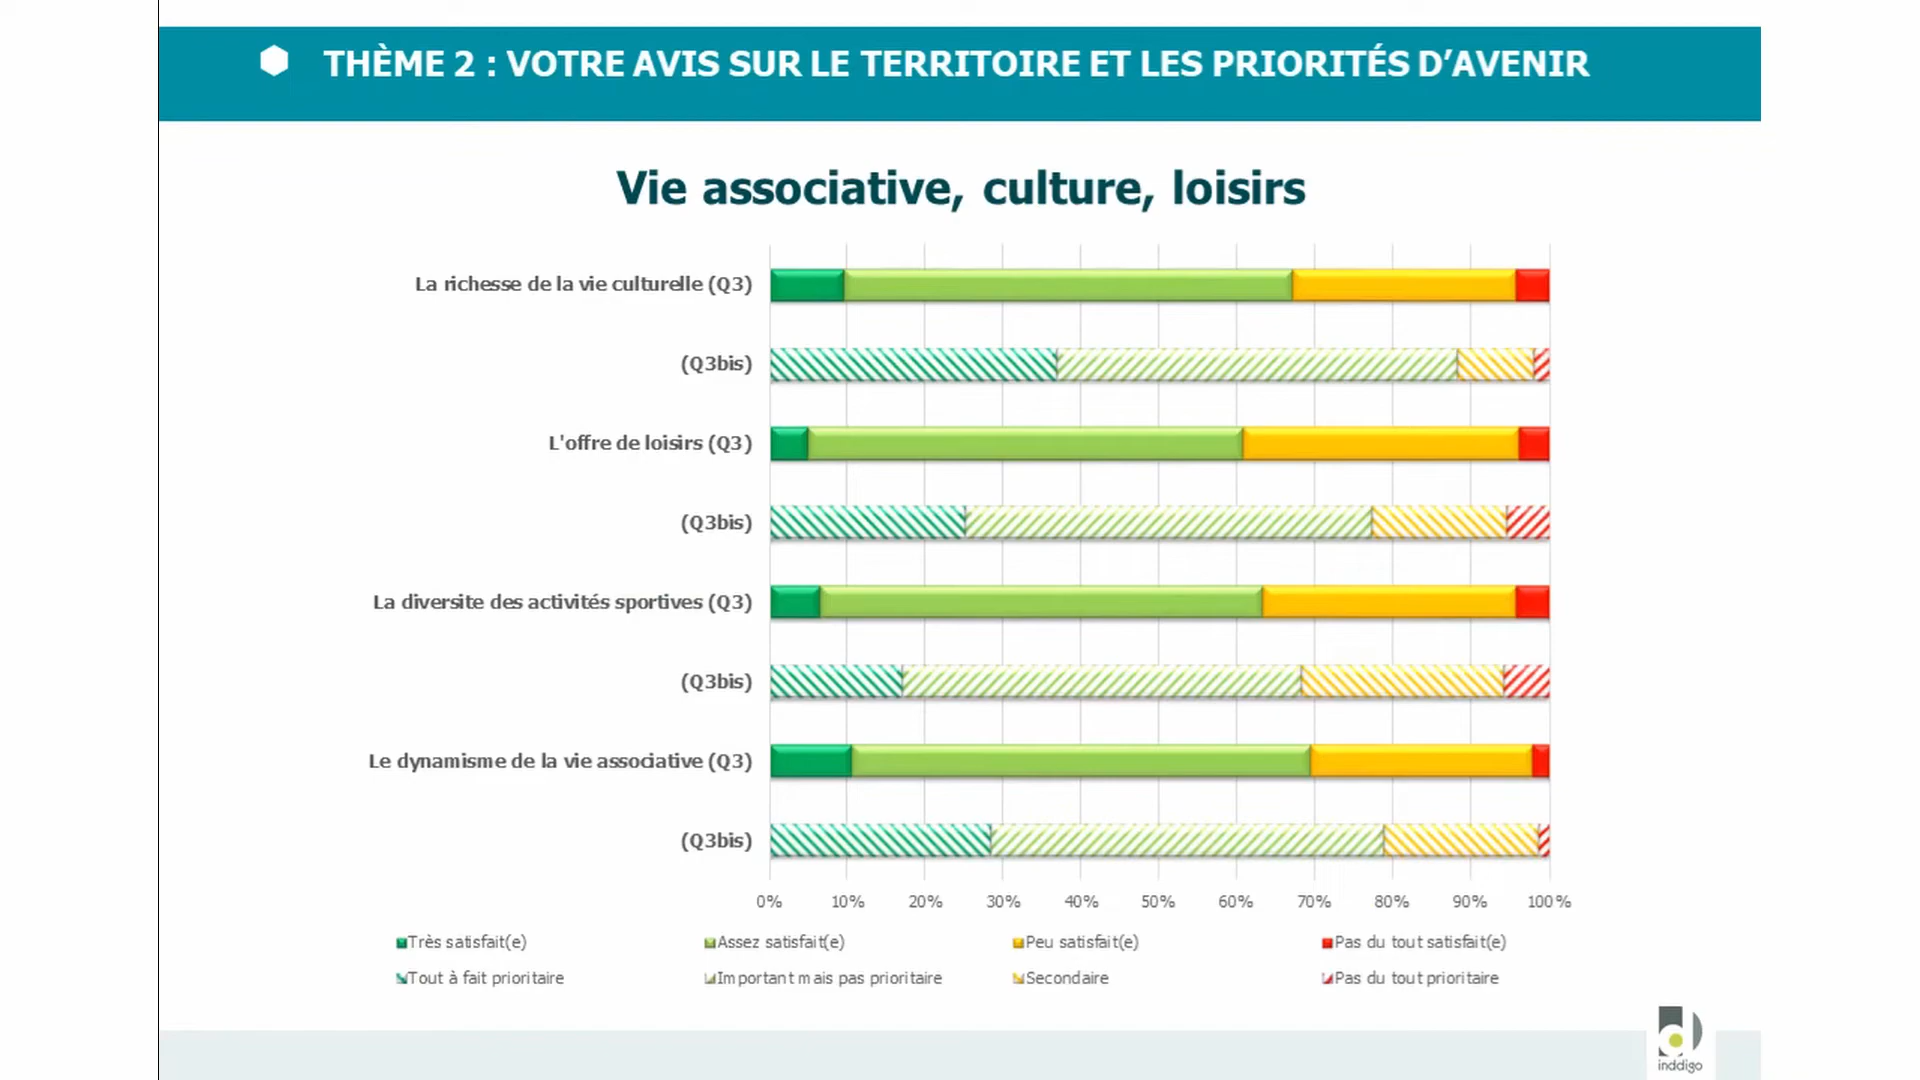 THÈME 2 : VOTRE AVIS SUR LE TERRITOIRE ET LES PRIORITÉS D’AVENIR
Vie associative, culture, loisirs
La richesse de la vie culturelle (Q3)
(Q3bis)
L'offre de loisirs (Q3)
(Q3bis)
La diversite des activités sportives (Q3)
(Q3bis)
Le dynamisme de la vie associative (Q3)
(Q3bis)
0% 10% 20% 30% 40% 50% 60% 70% 80% 90% 100%
Très satisfait(e) Assez satisfait(e) Peu satisfait(e) Pas du tout satisfait(e)
Tout à fait prioritaire Important mais pas prioritaire Secondaire Pas du tout prioritaire
inddigo